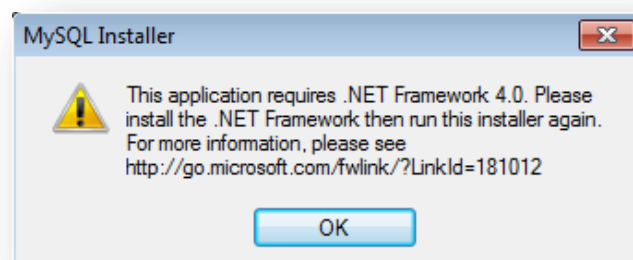 MySQL Installer
This application requires .NET Framework 4.0. Please
install the .NET Framework then run this installer again.
For more information, please see
http://go.microsoft.com/fwlink/?LinkId=181012
OK